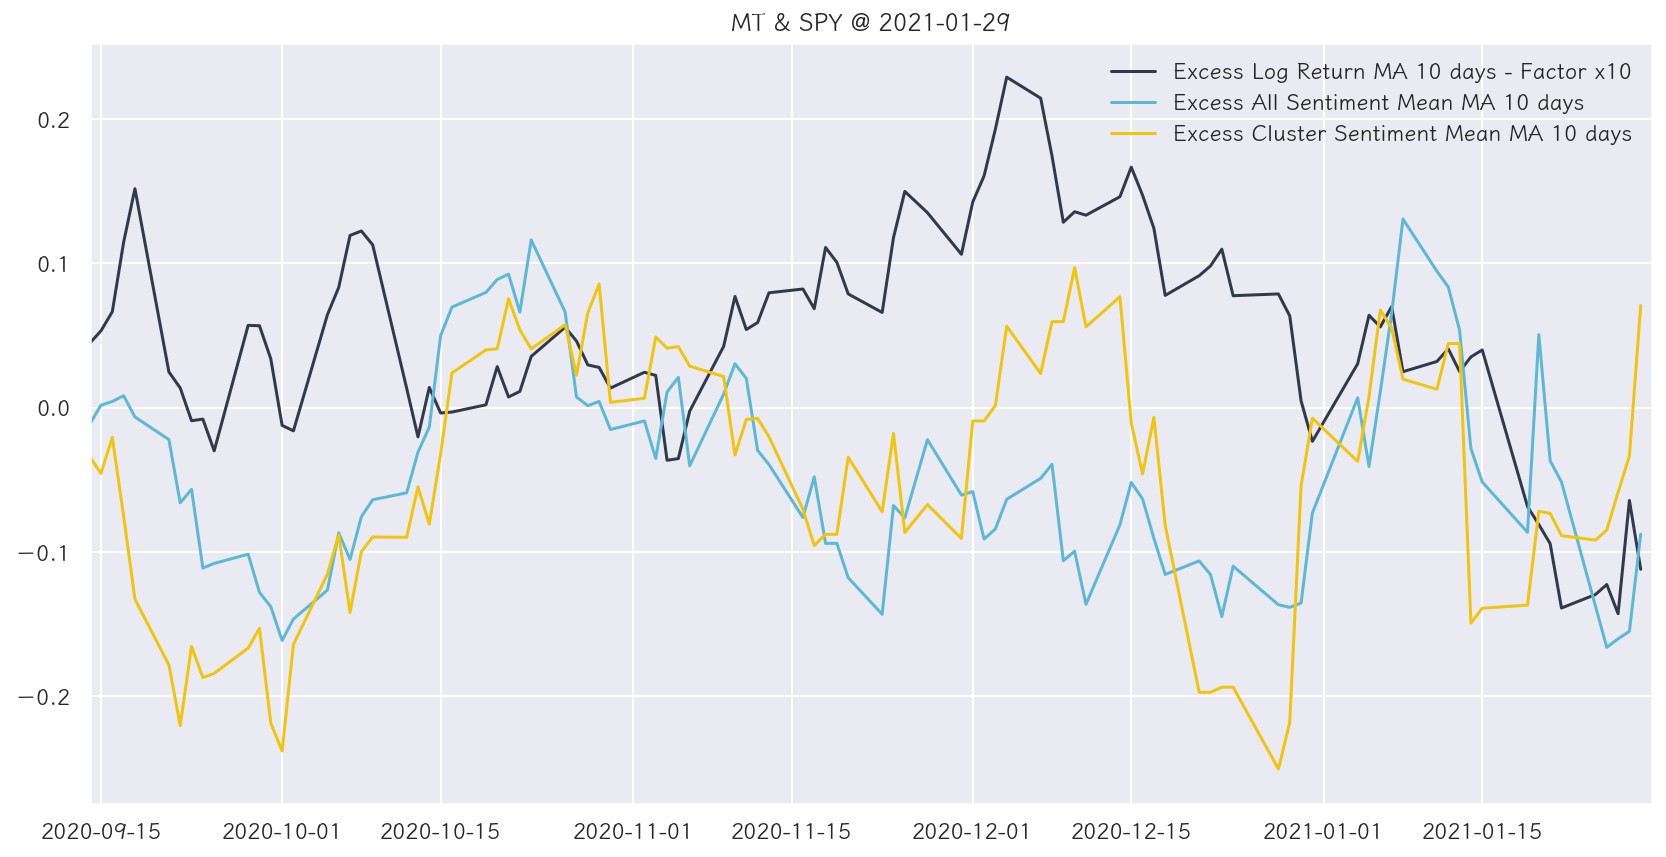 MT & SPY @ 2021-01-29
Excess Log Return MA 10 days - Factor x10
Excess All Sentiment Mean MA 10 days
Excess Cluster Sentiment Mean MA 10 days
0.2
0.1
0.0
−0.1
−0.2
2020-09-15 2020-10-01 2020-10-15 2020-11-01 2020-11-15 2020-12-01 2020-12-15 2021-01-01 2021-01-15